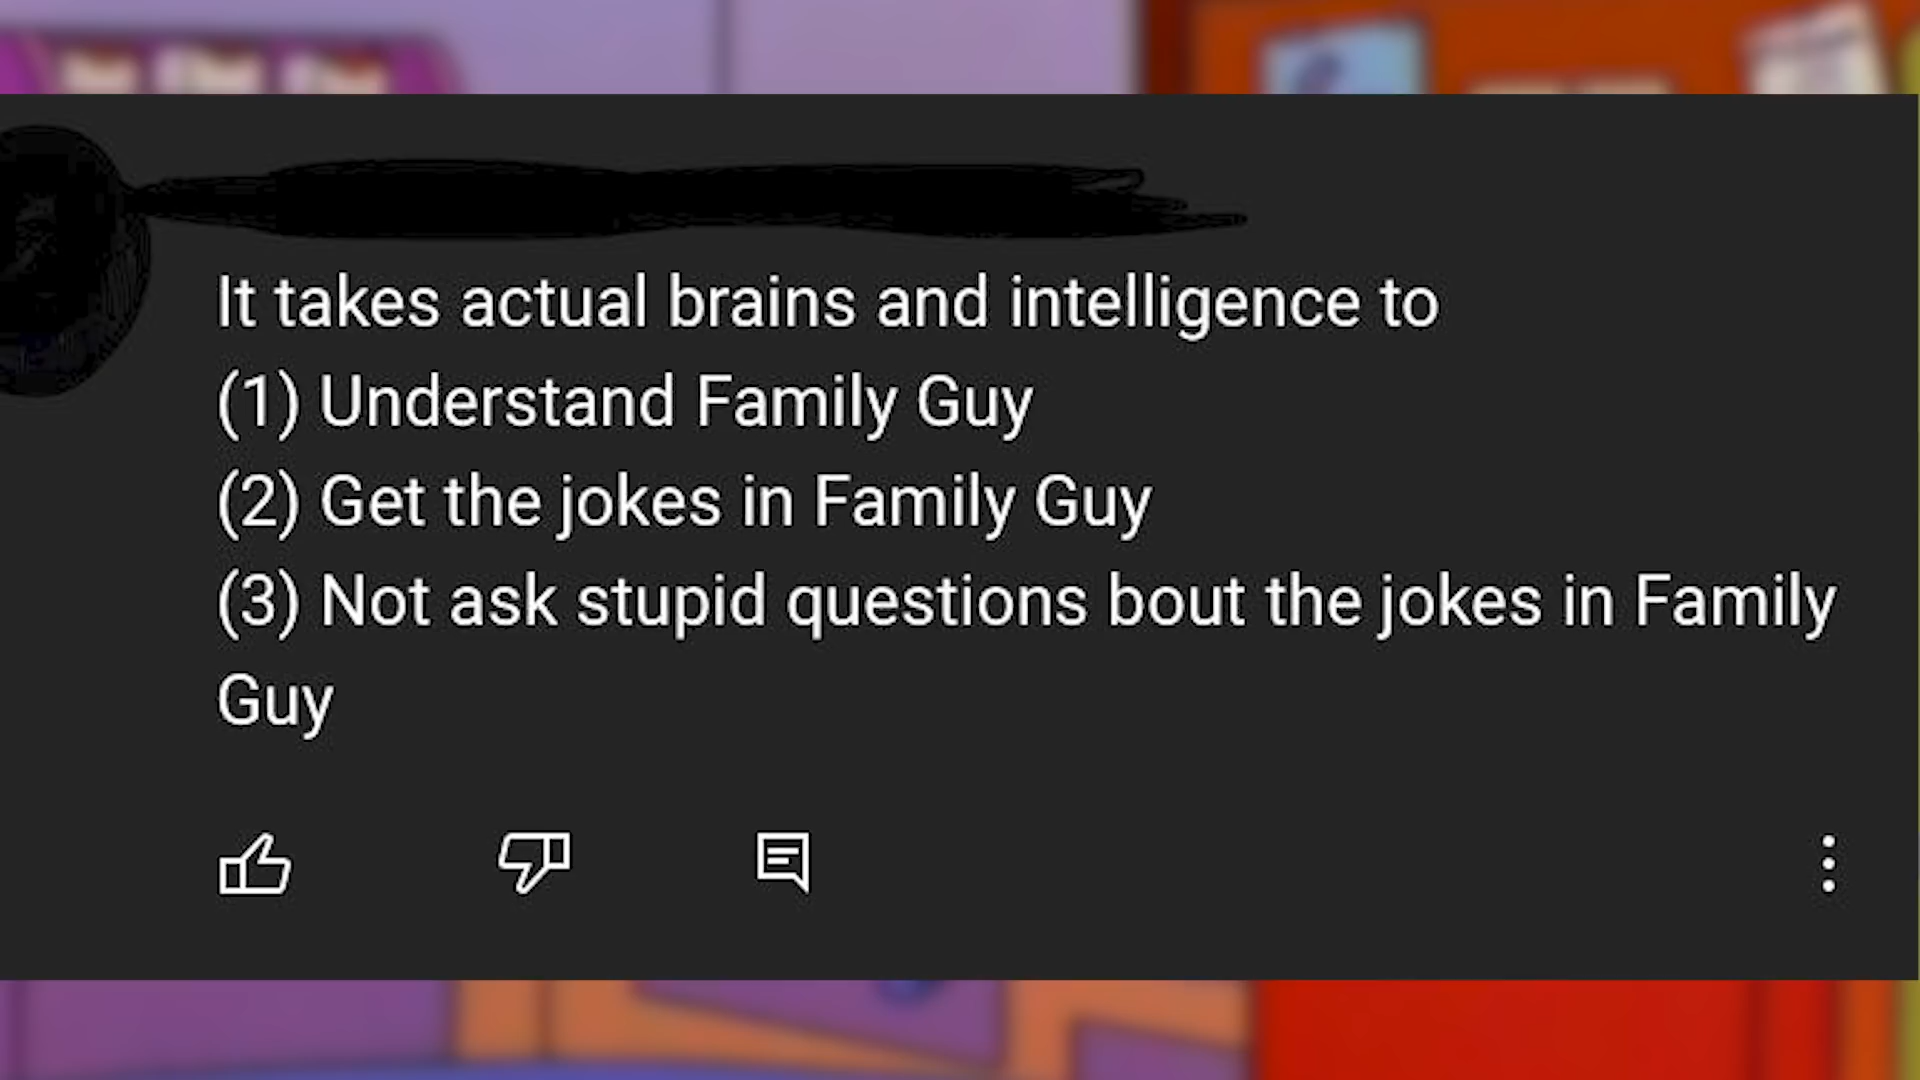 It takes actual brains and intelligence to
(1) Understand Family Guy
(2) Get the jokes in Family Guy
(3) Not ask stupid questions bout the jokes in Family
Guy